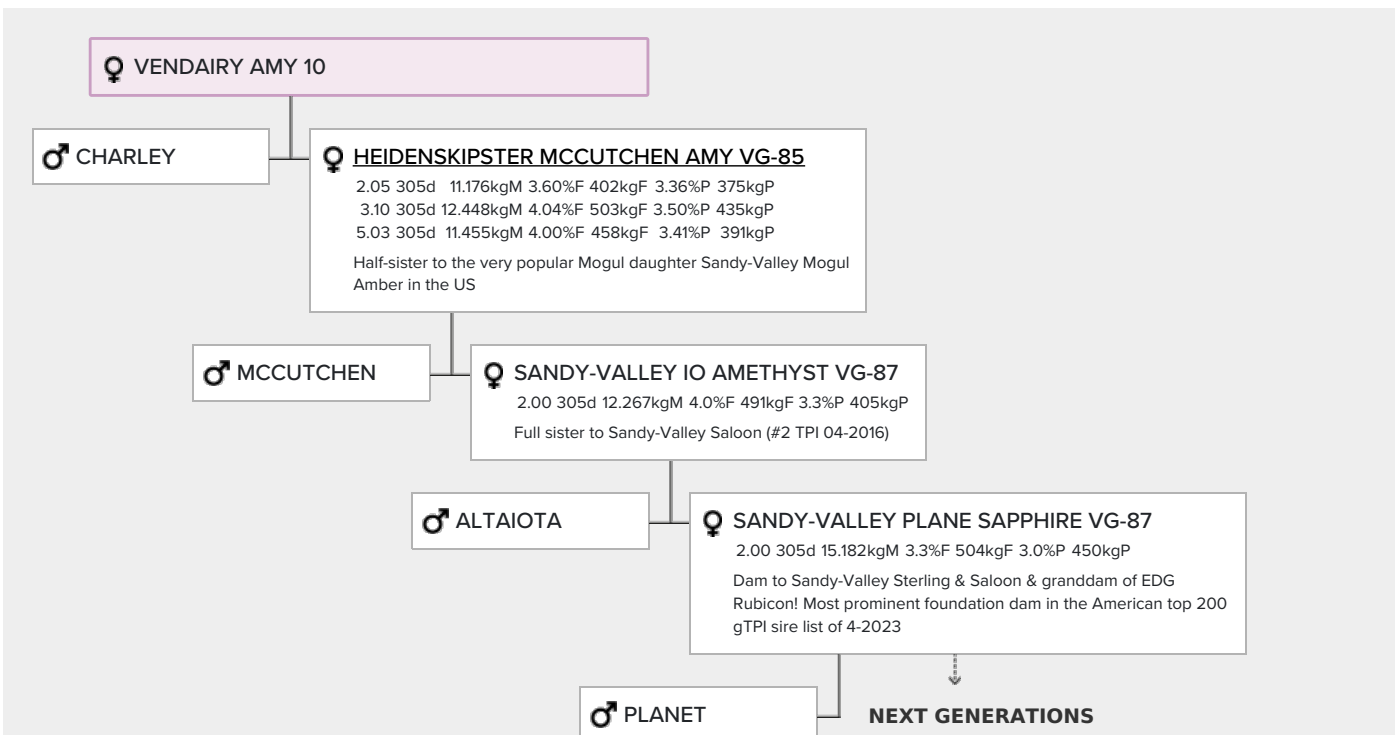 VENDAIRY AMY 10
CHARLEY
HEIDENSKIPSTER MCCUTCHEN AMY VG-85
2.05 305d 11.176kgM 3.60%F 402kgF 3.36%P 375kgP
3.10 305d 12.448kgM 4.04%F 503kgF 3.50%P 435kgP
5.03 305d 11.455kgM 4.00%F 458kgF 3.41%P 391kgP
Half-sister to the very popular Mogul daughter Sandy-Valley Mogul
Amber in the US
MCCUTCHEN
SANDY-VALLEY IO AMETHYST VG-87
2.00 305d 12.267kgM 4.0%F 491kgF 3.3%P 405kgP
Full sister to Sandy-Valley Saloon (#2 TPI 04-2016)
ALTAIOTA
SANDY-VALLEY PLANE SAPPHIRE VG-87
2.00 305d 15.182kgM 3.3%F 504kgF 3.0%P 450kgP
Dam to Sandy-Valley Sterling & Saloon & granddam of EDG
Rubicon! Most prominent foundation dam in the American top 200
gTPI sire list of 4-2023
PLANET
NEXT GENERATIONS